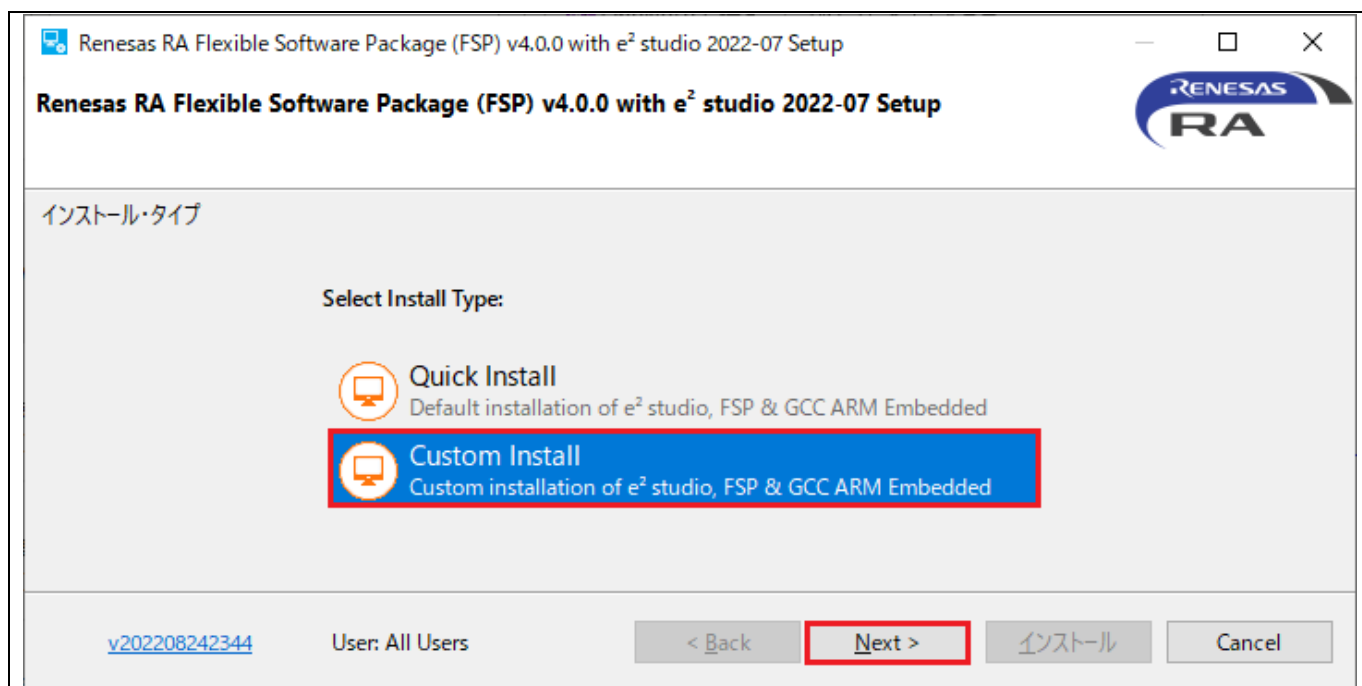 Renesas RA Flexible Software Package (FSP) v4.0.0 with e² studio 2022-07 Setup
Renesas RA Flexible Software Package (FSP) v4.0.0 with e² studio 2022-07 Setup
RENESAS
RA
インストール・タイプ
Select Install Type:
Quick Install
Default installation of e² studio, FSP & GCC ARM Embedded
Custom Install
Custom installation of e² studio, FSP & GCC ARM Embedded
v202208242344 User: All Users < Back Next > インストール Cancel